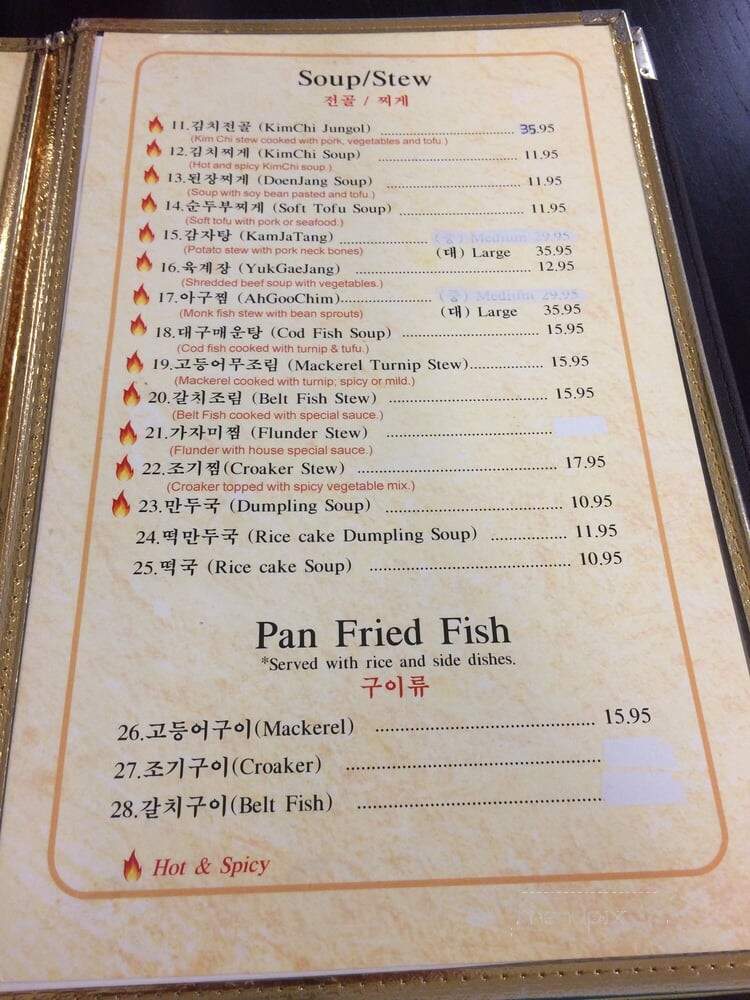 Soup/Stew
전골 / 찌게
11.김치전골 (KimChi Jungol) 35.95
(Kim Chi stew cooked with pork, vegetables and tofu.)
12.김치찌게 (KimChi Soup) 11.95
(Hot and spicy KimChi soup.)
13.된장찌게 (DoenJang Soup) 11.95
(Soup with soy bean pasted and tofu.)
14.순두부찌게 (Soft Tofu Soup) 11.95
(Soft tofu with pork or seafood.)
15.감자탕 (KamJaTang) (중) Medium 29.95
(Potato stew with pork neck bones) (대) Large 35.95
16.육계장 (YukGaeJang) 12.95
(Shredded beef soup with vegetables.)
17.아구찜 (AhGooChim) (중) Medium 29.95
(Monk fish stew with bean sprouts) (대) Large 35.95
18.대구매운탕 (Cod Fish Soup) 15.95
(Cod fish cooked with turnip & tufu.)
19.고등어무조림 (Mackerel Turnip Stew) 15.95
(Mackerel cooked with turnip; spicy or mild.)
20.갈치조림 (Belt Fish Stew) 15.95
(Belt Fish cooked with special sauce.)
21.가자미찜 (Flunder Stew)
(Flunder with house special sauce.)
22.조기찜(Croaker Stew) 17.95
(Croaker topped with spicy vegetable mix.)
23.만두국 (Dumpling Soup) 10.95
24.떡만두국 (Rice cake Dumpling Soup) 11.95
25.떡국 (Rice cake Soup) 10.95
Pan Fried Fish
*Served with rice and side dishes.
구이류
26.고등어구이(Mackerel) 15.95
27.조기구이(Croaker)
28.갈치구이(Belt Fish)
Hot & Spicy
menupix